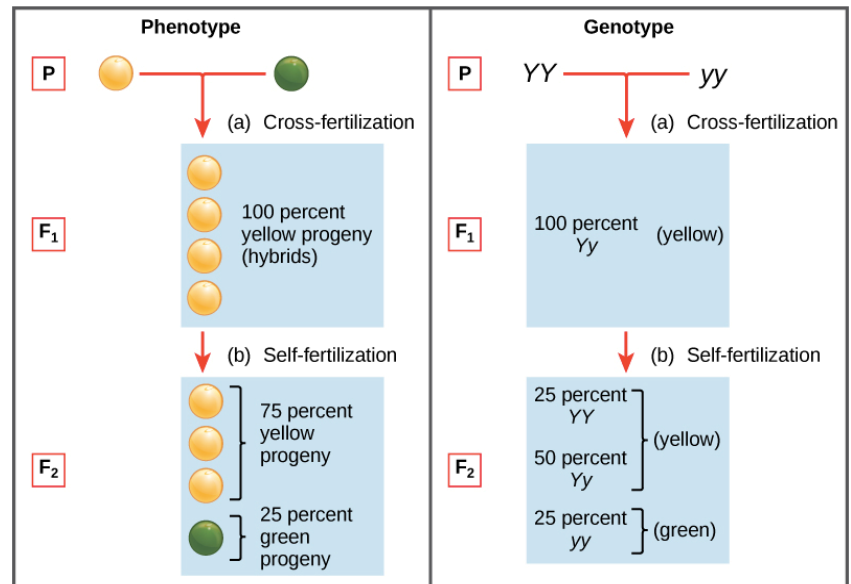 Phenotype
P
(a) Cross-fertilization
F1
100 percent
yellow progeny
(hybrids)
(b) Self-fertilization
F2
75 percent
yellow
progeny
25 percent
green
progeny
Genotype
P
YY
yy
(a) Cross-fertilization
F1
100 percent
Yy
(yellow)
(b) Self-fertilization
F2
25 percent
YY
50 percent
Yy
(yellow)
25 percent
yy
(green)